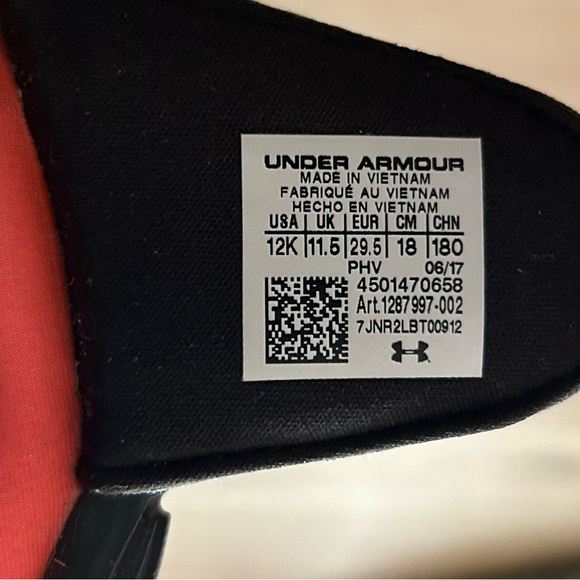 UNDER ARMOUR
MADE IN VIETNAM
FABRIQUÉ AU VIETNAM
HECHO EN VIETNAM
USA UK EUR CM CHN
12K 11.5 29.5 18 180
PHV 06/17
4501470658
Art.1287997-002
7JNR2LBT00912